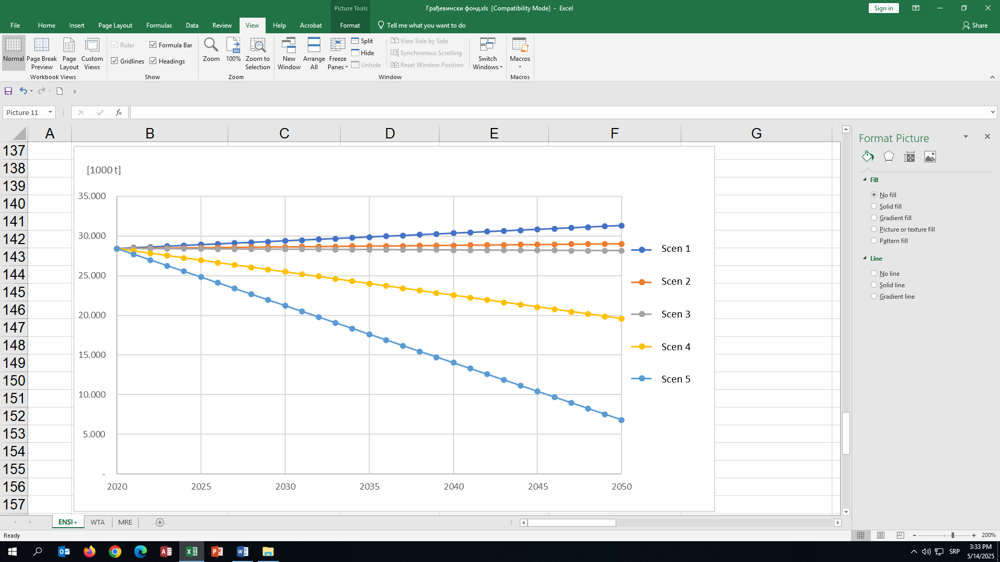 Picture Tools
Грађевински фонд.xls [Compatibility Mode] - Excel
Sign in
File Home Insert Page Layout Formulas Data Review View Help Acrobat Format Tell me what you want to do Share
Normal
Page Break Preview
Page Layout
Custom Views
Workbook Views
Ruler
Formula Bar
Gridlines
Headings
Show
Zoom
100%
100
Zoom to Selection
Zoom
New Window
Arrange All
Freeze Panes
Split
Hide
Unhide
View Side by Side
Synchronous Scrolling
Reset Window Position
Window
Switch Windows
Macros
Macros
Picture 11
fx
A B C D E F G
137
138
139
140
141
142
143
144
145
146
147
148
149
150
151
152
153
154
155
156
157
[1000 t]
35.000
30.000
25.000
20.000
15.000
10.000
5.000
-
2020 2025 2030 2035 2040 2045 2050
Scen 1
Scen 2
Scen 3
Scen 4
Scen 5
Format Picture
Fill
No fill
Solid fill
Gradient fill
Picture or texture fill
Pattern fill
Line
No line
Solid line
Gradient line
ENSI+ WTA MRE
Ready
200%
SRP
3:33 PM
5/14/2025